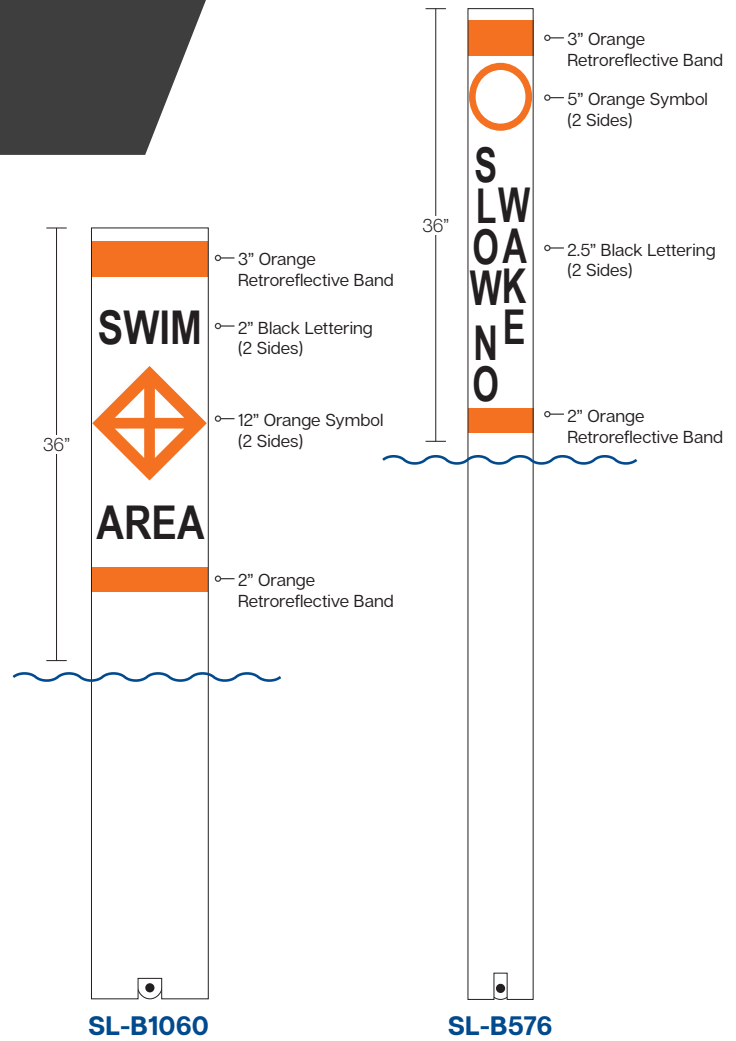 36”
3” Orange
Retroreflective Band
SWIM
2” Black Lettering
(2 Sides)
12” Orange Symbol
(2 Sides)
AREA
2” Orange
Retroreflective Band
SL-B1060
36”
3” Orange
Retroreflective Band
5” Orange Symbol
(2 Sides)
SLOW NO
WAKE
2.5” Black Lettering
(2 Sides)
2” Orange
Retroreflective Band
SL-B576